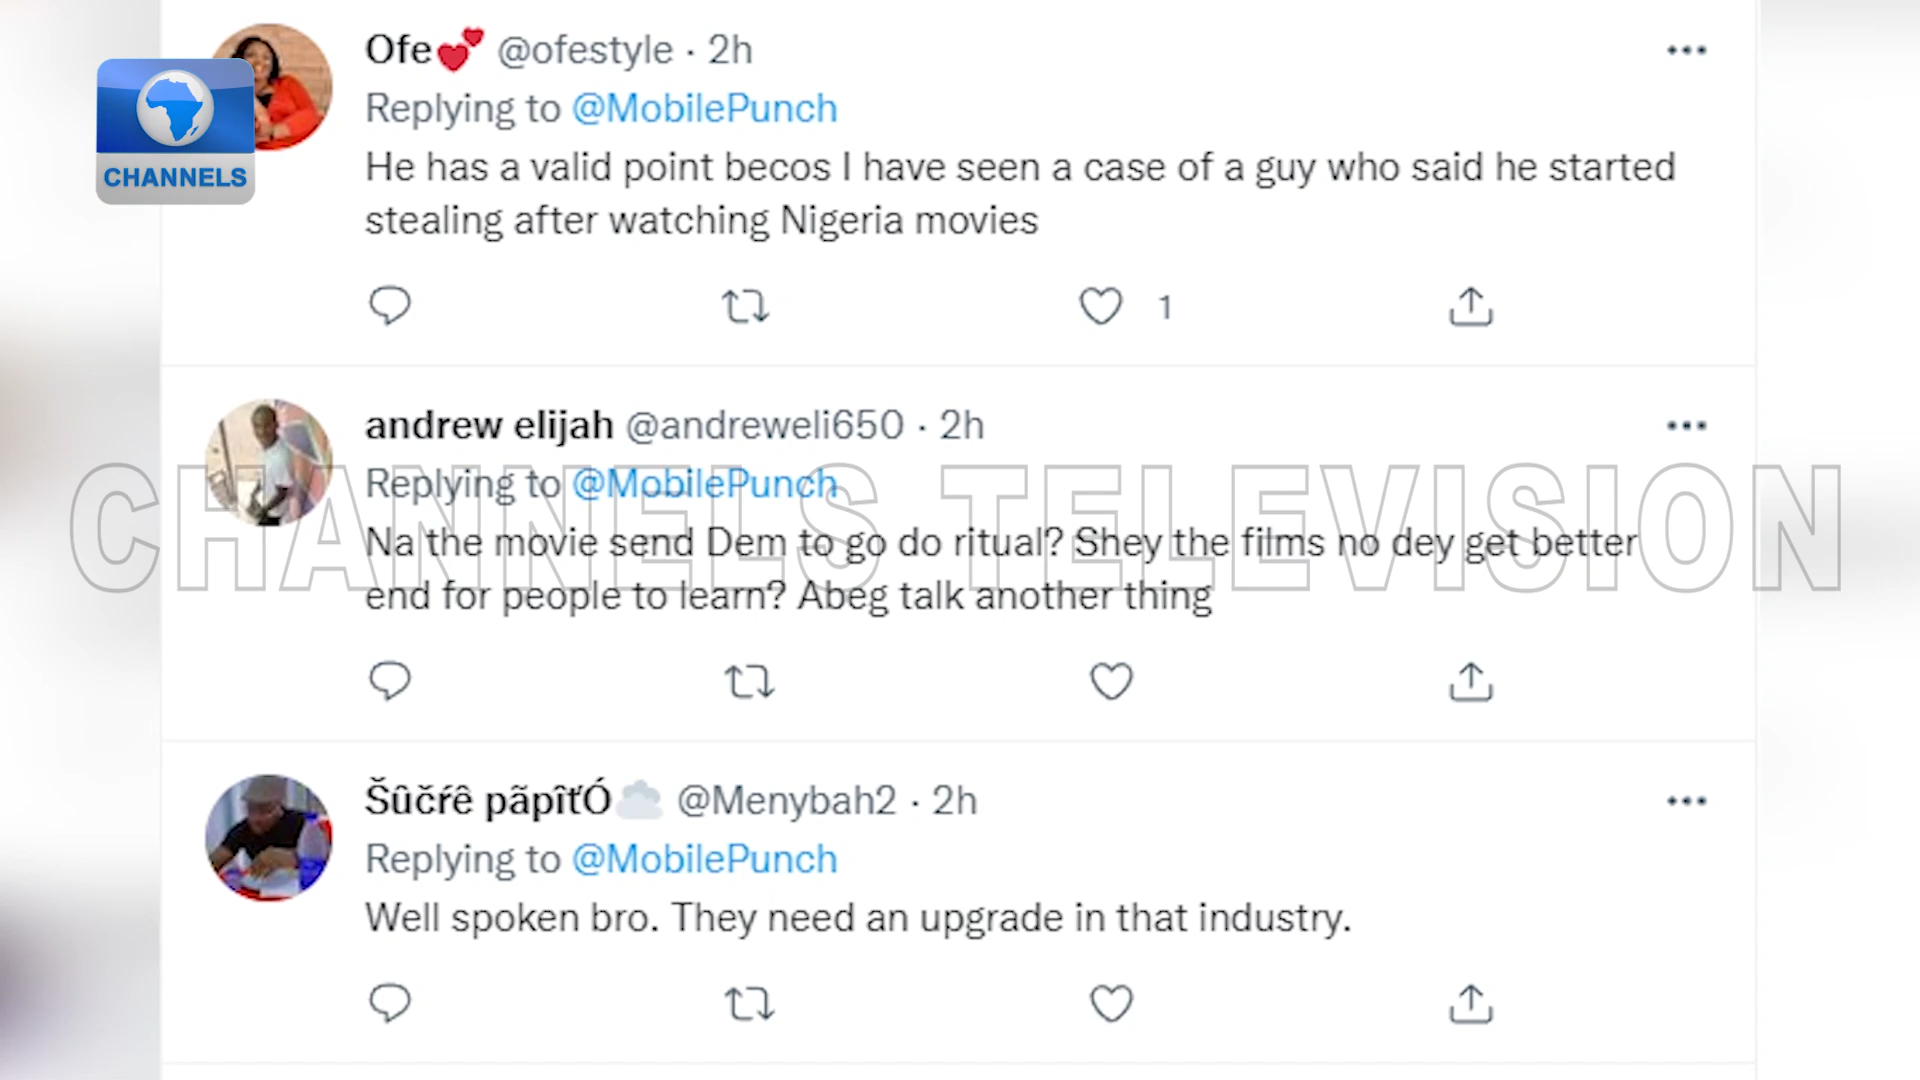 Ofe💕 @ofestyle · 2h
Replying to @MobilePunch
He has a valid point becos I have seen a case of a guy who said he started
stealing after watching Nigeria movies
1
CHANNELS
andrew elijah @andreweli650 · 2h
Replying to @MobilePunch
Na the movie send Dem to go do ritual? Shey the films no dey get better
end for people to learn? Abeg talk another thing
CHANNELS TELEVISION
Šûčŕê pãpîťÓ☁️ @Menybah2 · 2h
Replying to @MobilePunch
Well spoken bro. They need an upgrade in that industry.